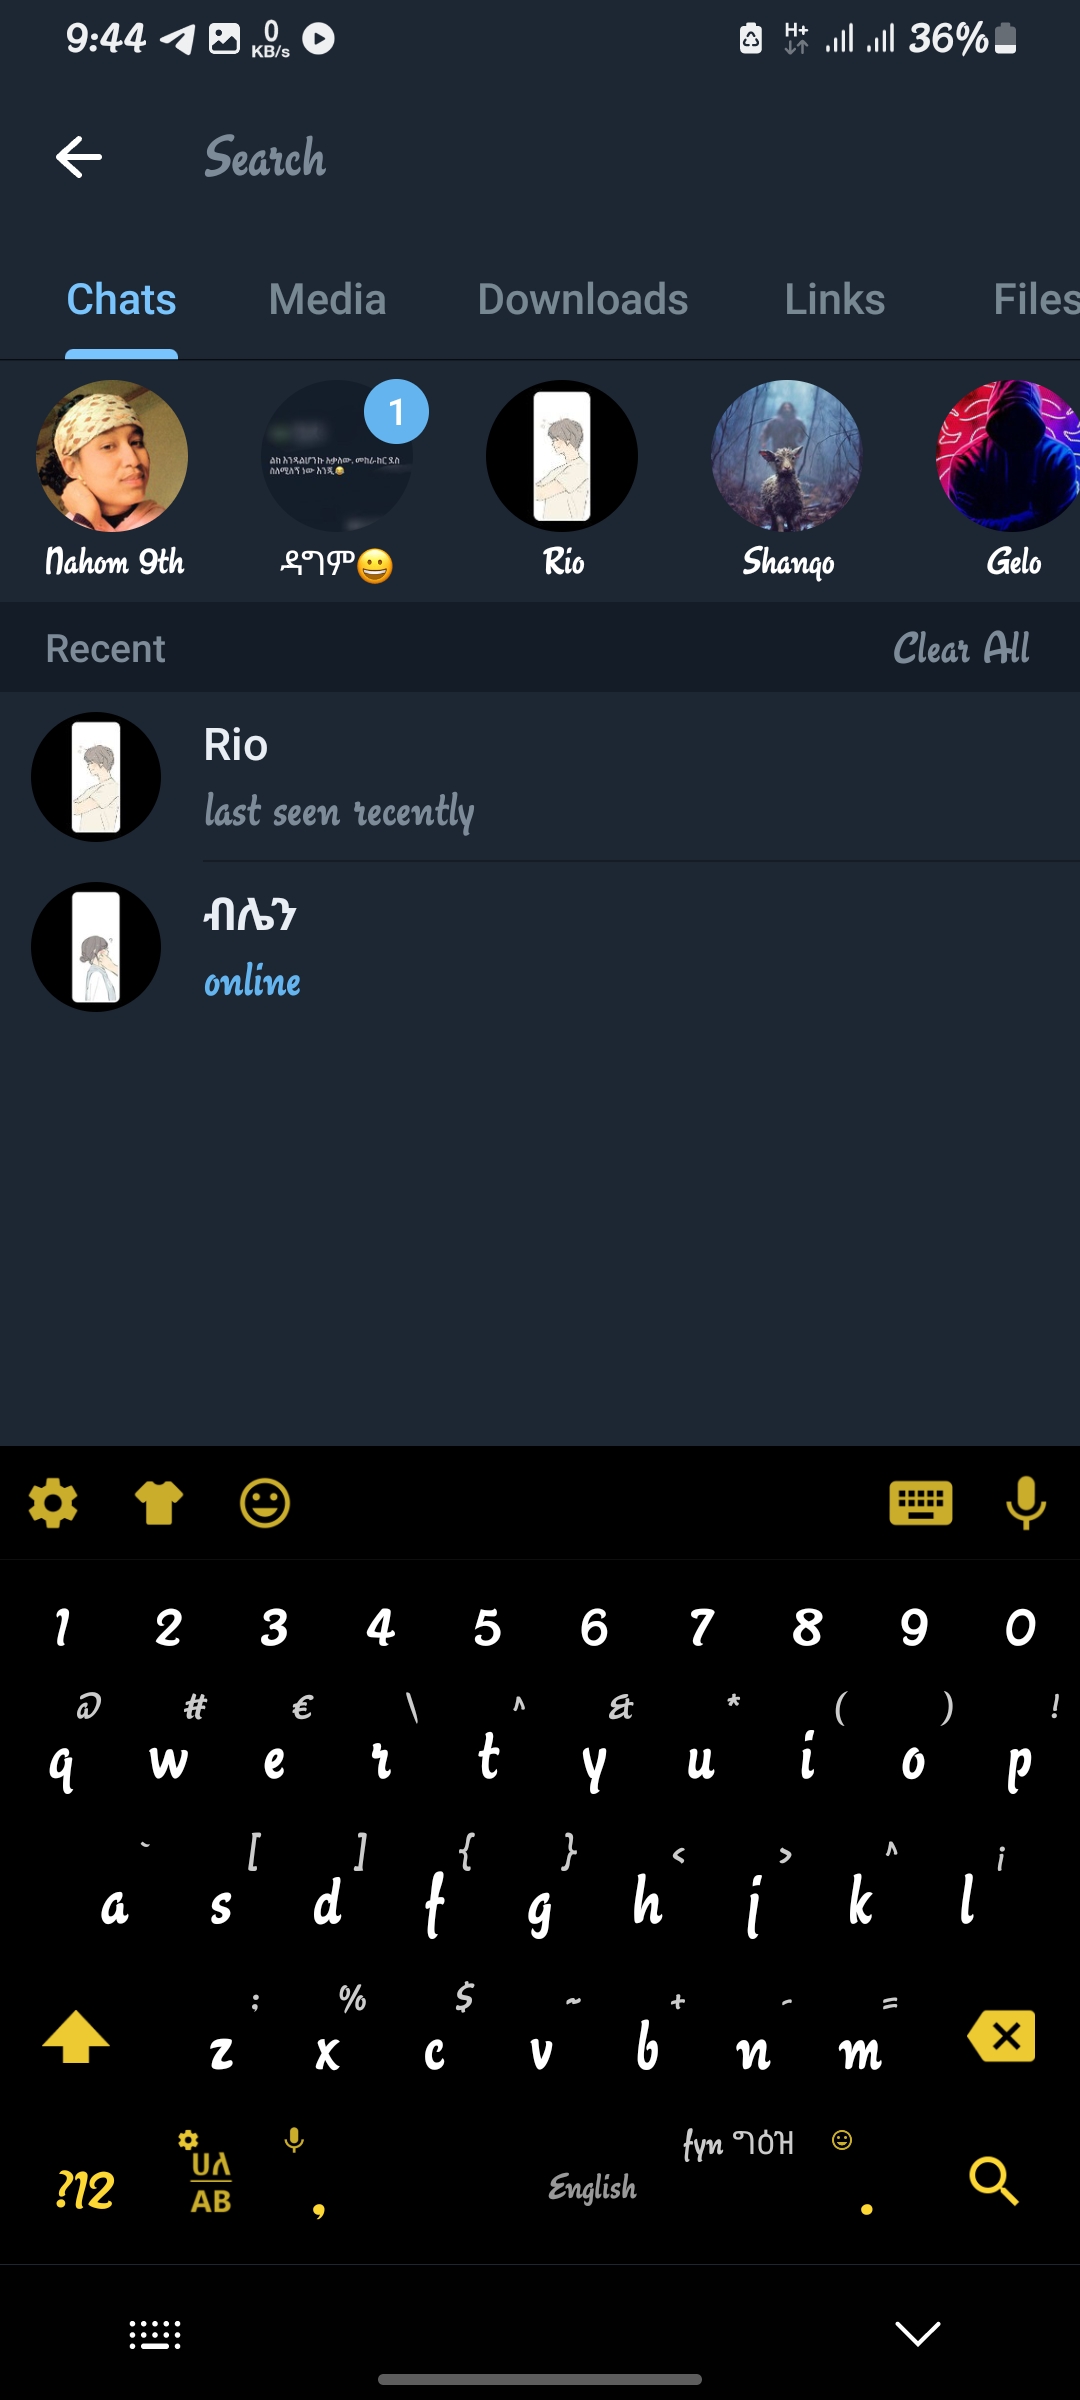 9:44 0 KB/s H+ 36%
Search
Chats Media Downloads Links Files
1
Nahom 9th ዳግም😀 Rio Shango Gelo
Recent Clear All
Rio
last seen recently
ብሌን
online
1 2 3 4 5 6 7 8 9 0
@ # € \ ^ & * ( ) !
q w e r t y u i o p
~ [ ] { } < > ^ ¡
a s d f g h j k l
; % $ ~ + - =
z x c v b n m
fyn ግዕዝ
?12 ሀለ AB , English .